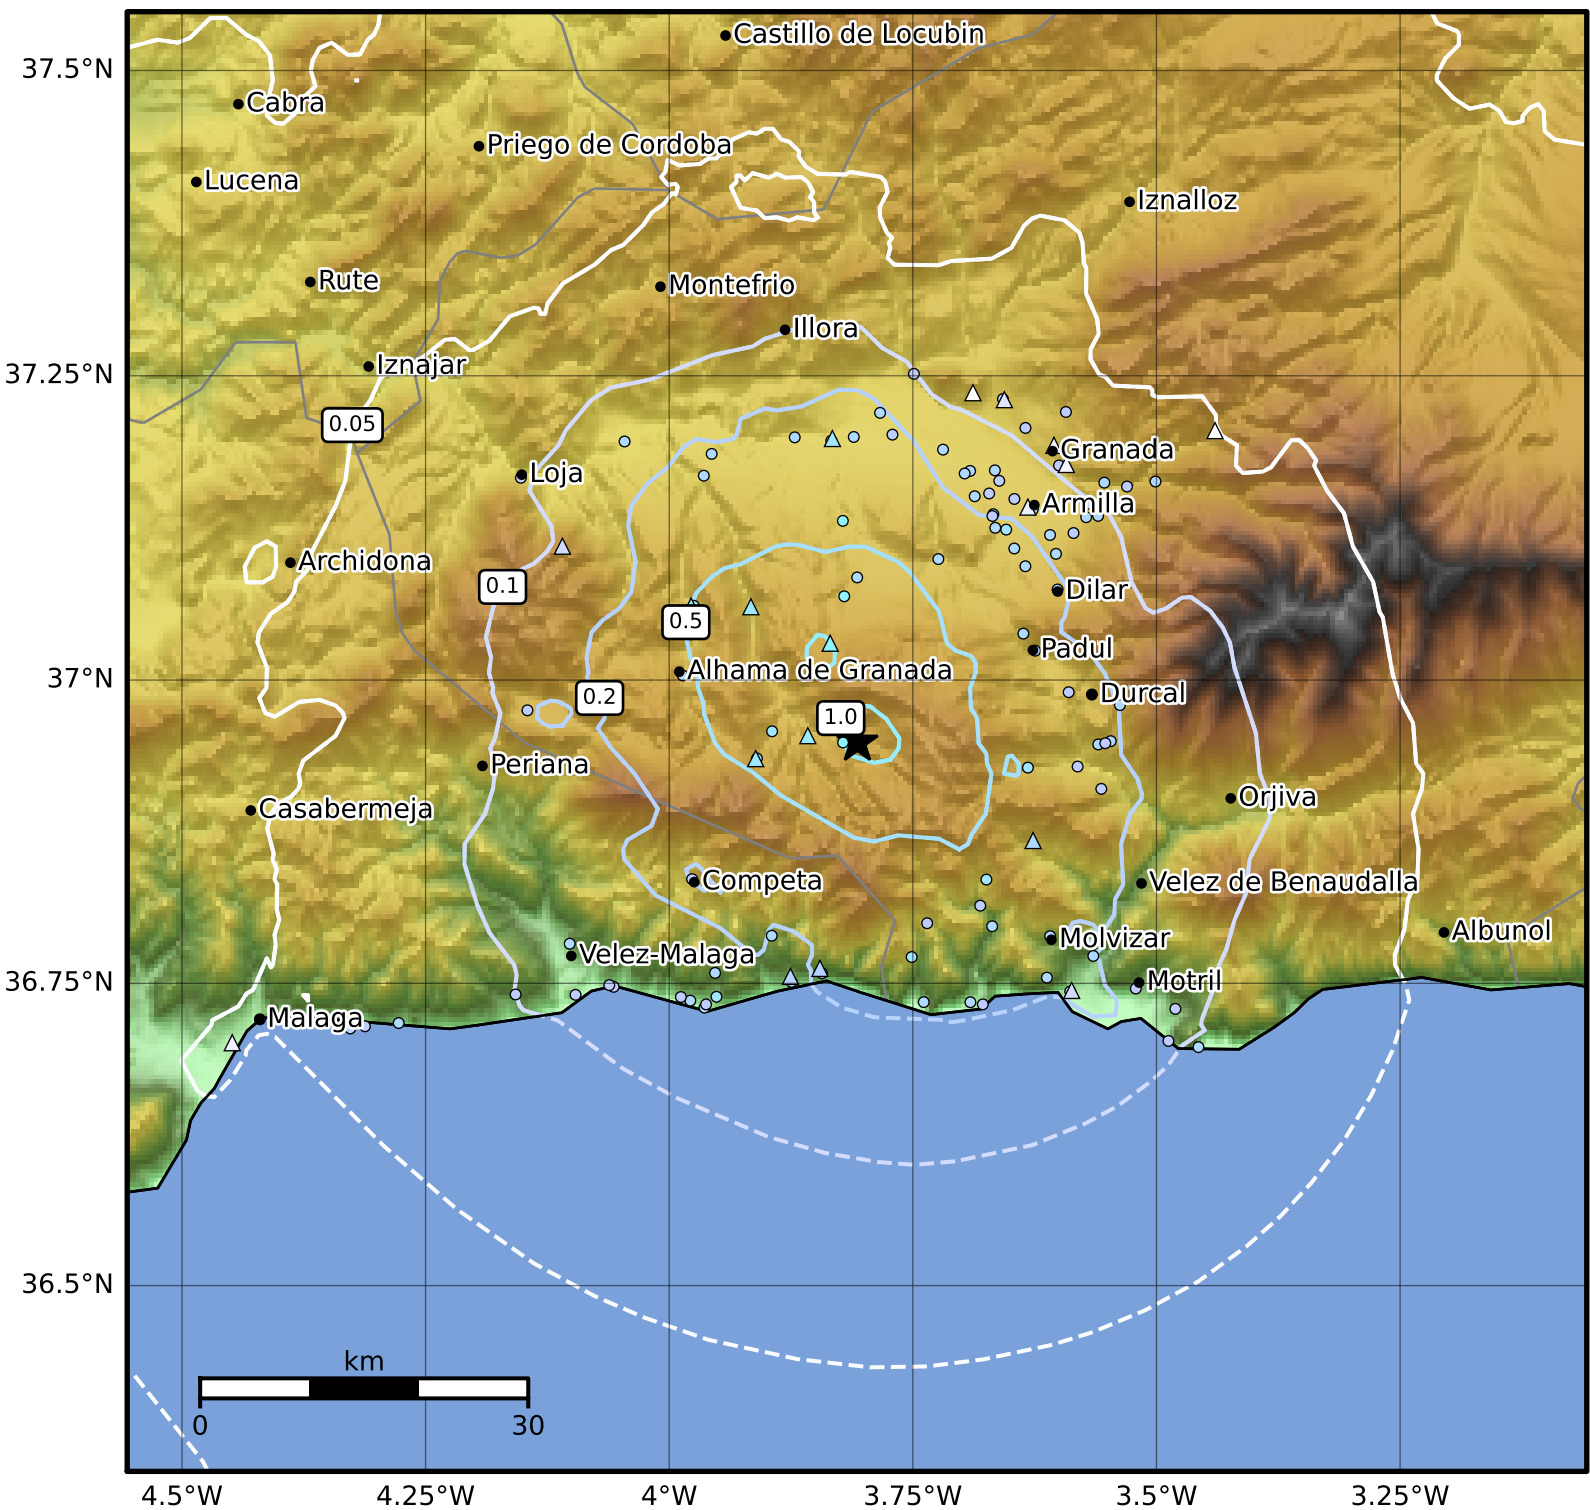 Castillo de Locubin
37.5°N
Cabra
Priego de Cordoba
Lucena
Iznalloz
Rute
Montefrio
Illora
Iznajar
37.25°N
0.05
Granada
Loja
Armilla
Archidona
0.1
Dilar
0.5
Padul
Alhama de Granada
37°N
Durcal
0.2
1.0
Periana
Orjiva
Casabermeja
Competa
Velez de Benaudalla
Albunol
Molvizar
Velez-Malaga
36.75°N
Motril
Malaga
36.5°N
km
0 30
4.5°W 4.25°W 4°W 3.75°W 3.5°W 3.25°W